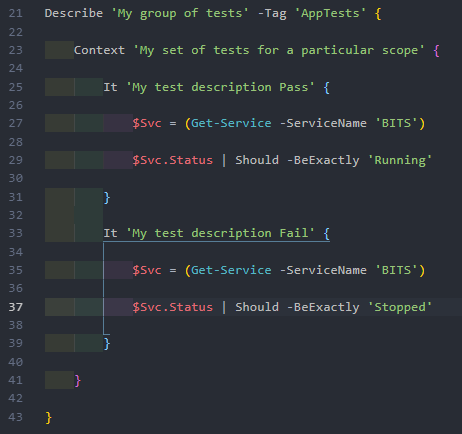 21 Describe 'My group of tests' -Tag 'AppTests' {
22
23 Context 'My set of tests for a particular scope' {
24
25 It 'My test description Pass' {
26
27 $Svc = (Get-Service -ServiceName 'BITS')
28
29 $Svc.Status | Should -BeExactly 'Running'
30
31 }
32
33 It 'My test description Fail' {
34
35 $Svc = (Get-Service -ServiceName 'BITS')
36
37 $Svc.Status | Should -BeExactly 'Stopped'
38
39 }
40
41 }
42
43 }